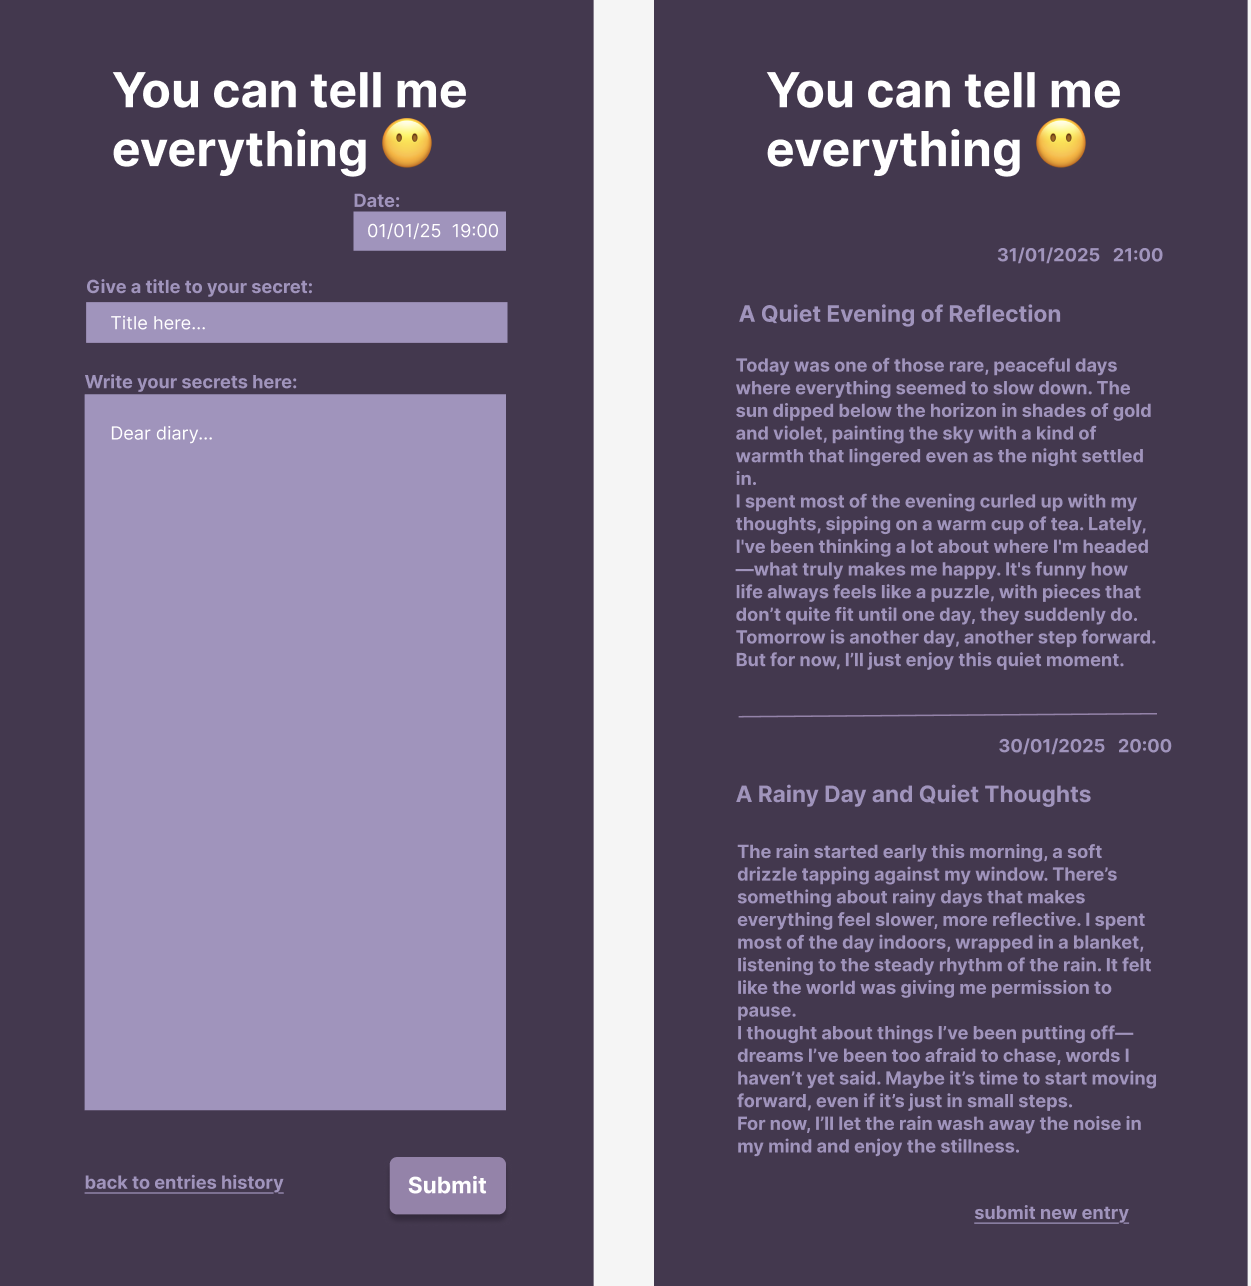 You can tell me
everything 😶
Date:
01/01/25 19:00
Give a title to your secret:
Title here...
Write your secrets here:
Dear diary...
back to entries history
Submit
You can tell me
everything 😶
31/01/2025 21:00
A Quiet Evening of Reflection
Today was one of those rare, peaceful days
where everything seemed to slow down. The
sun dipped below the horizon in shades of gold
and violet, painting the sky with a kind of
warmth that lingered even as the night settled
in.
I spent most of the evening curled up with my
thoughts, sipping on a warm cup of tea. Lately,
I've been thinking a lot about where I'm headed
—what truly makes me happy. It's funny how
life always feels like a puzzle, with pieces that
don’t quite fit until one day, they suddenly do.
Tomorrow is another day, another step forward.
But for now, I’ll just enjoy this quiet moment.
30/01/2025 20:00
A Rainy Day and Quiet Thoughts
The rain started early this morning, a soft
drizzle tapping against my window. There’s
something about rainy days that makes
everything feel slower, more reflective. I spent
most of the day indoors, wrapped in a blanket,
listening to the steady rhythm of the rain. It felt
like the world was giving me permission to
pause.
I thought about things I’ve been putting off—
dreams I’ve been too afraid to chase, words I
haven’t yet said. Maybe it’s time to start moving
forward, even if it’s just in small steps.
For now, I’ll let the rain wash away the noise in
my mind and enjoy the stillness.
submit new entry